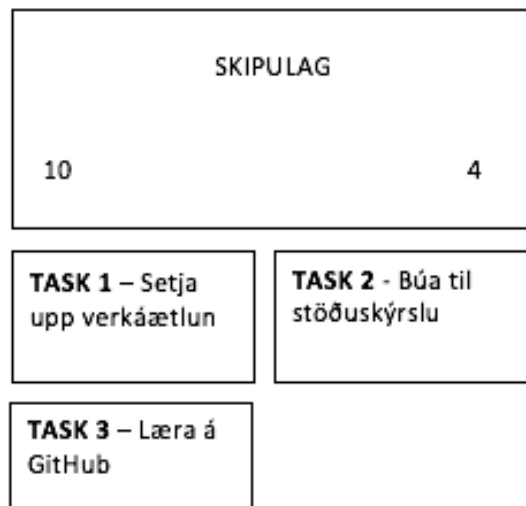 SKIPULAG
10 4
TASK 1 – Setja
upp verkáætlun
TASK 2 - Búa til
stöðuskýrslu
TASK 3 – Læra á
GitHub